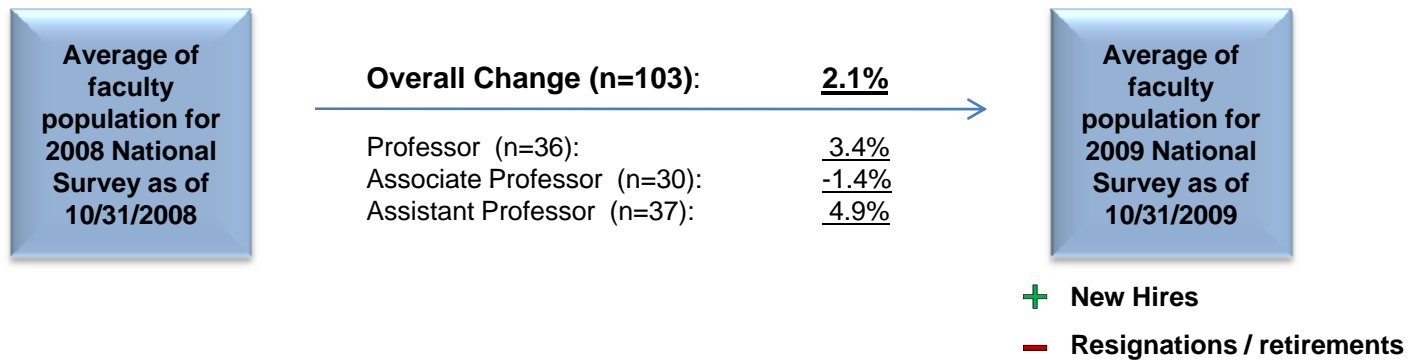 Average of
faculty
population for
2008 National
Survey as of
10/31/2008
Overall Change (n=103): 2.1%
Professor (n=36): 3.4%
Associate Professor (n=30): -1.4%
Assistant Professor (n=37): 4.9%
Average of
faculty
population for
2009 National
Survey as of
10/31/2009
+ New Hires
− Resignations / retirements